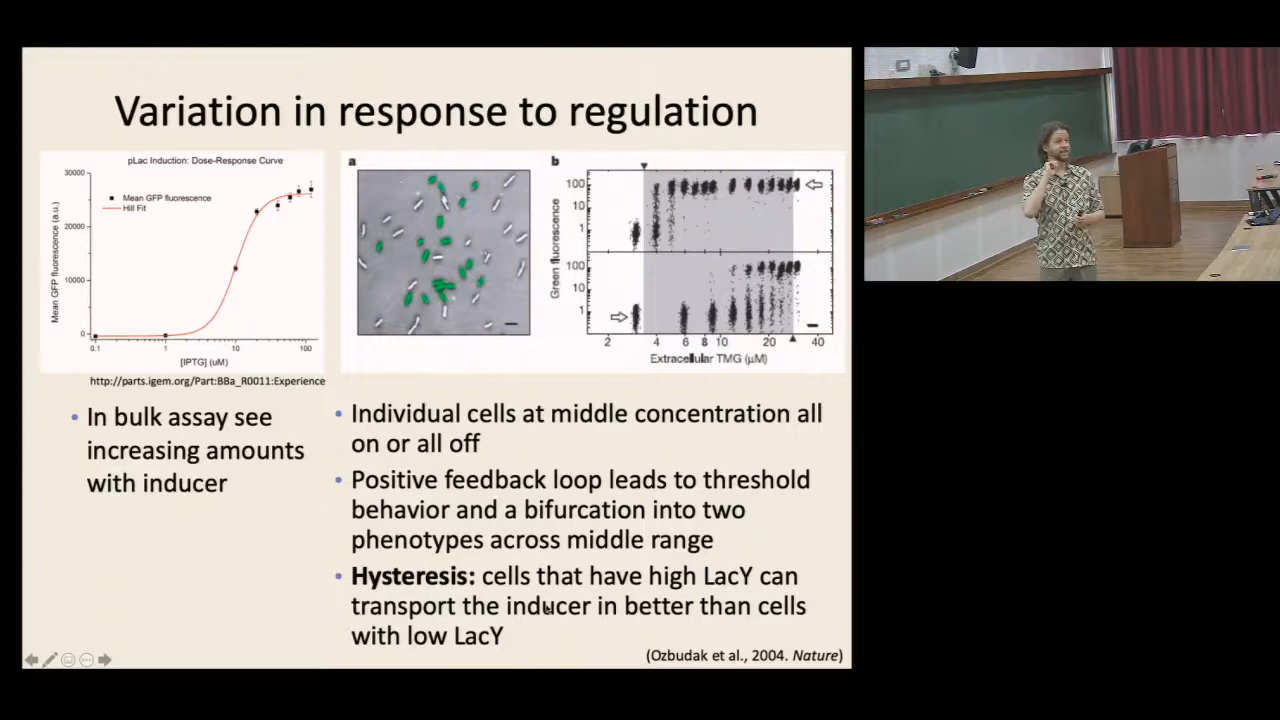 Variation in response to regulation
pLac Induction: Dose-Response Curve
Mean GFP fluorescence (a.u.)
30000
20000
10000
0
Mean GFP fluorescence
Hill Fit
0.1
1
10
100
[IPTG] (uM)
http://parts.igem.org/Part:BBa_R0011:Experience
a
b
Green fluorescence
100
10
1
100
10
1
2
4
6
8
10
20
40
Extracellular TMG (μM)
• In bulk assay see
increasing amounts
with inducer
• Individual cells at middle concentration all
on or all off
• Positive feedback loop leads to threshold
behavior and a bifurcation into two
phenotypes across middle range
• Hysteresis: cells that have high LacY can
transport the inducer in better than cells
with low LacY
(Ozbudak et al., 2004. Nature)